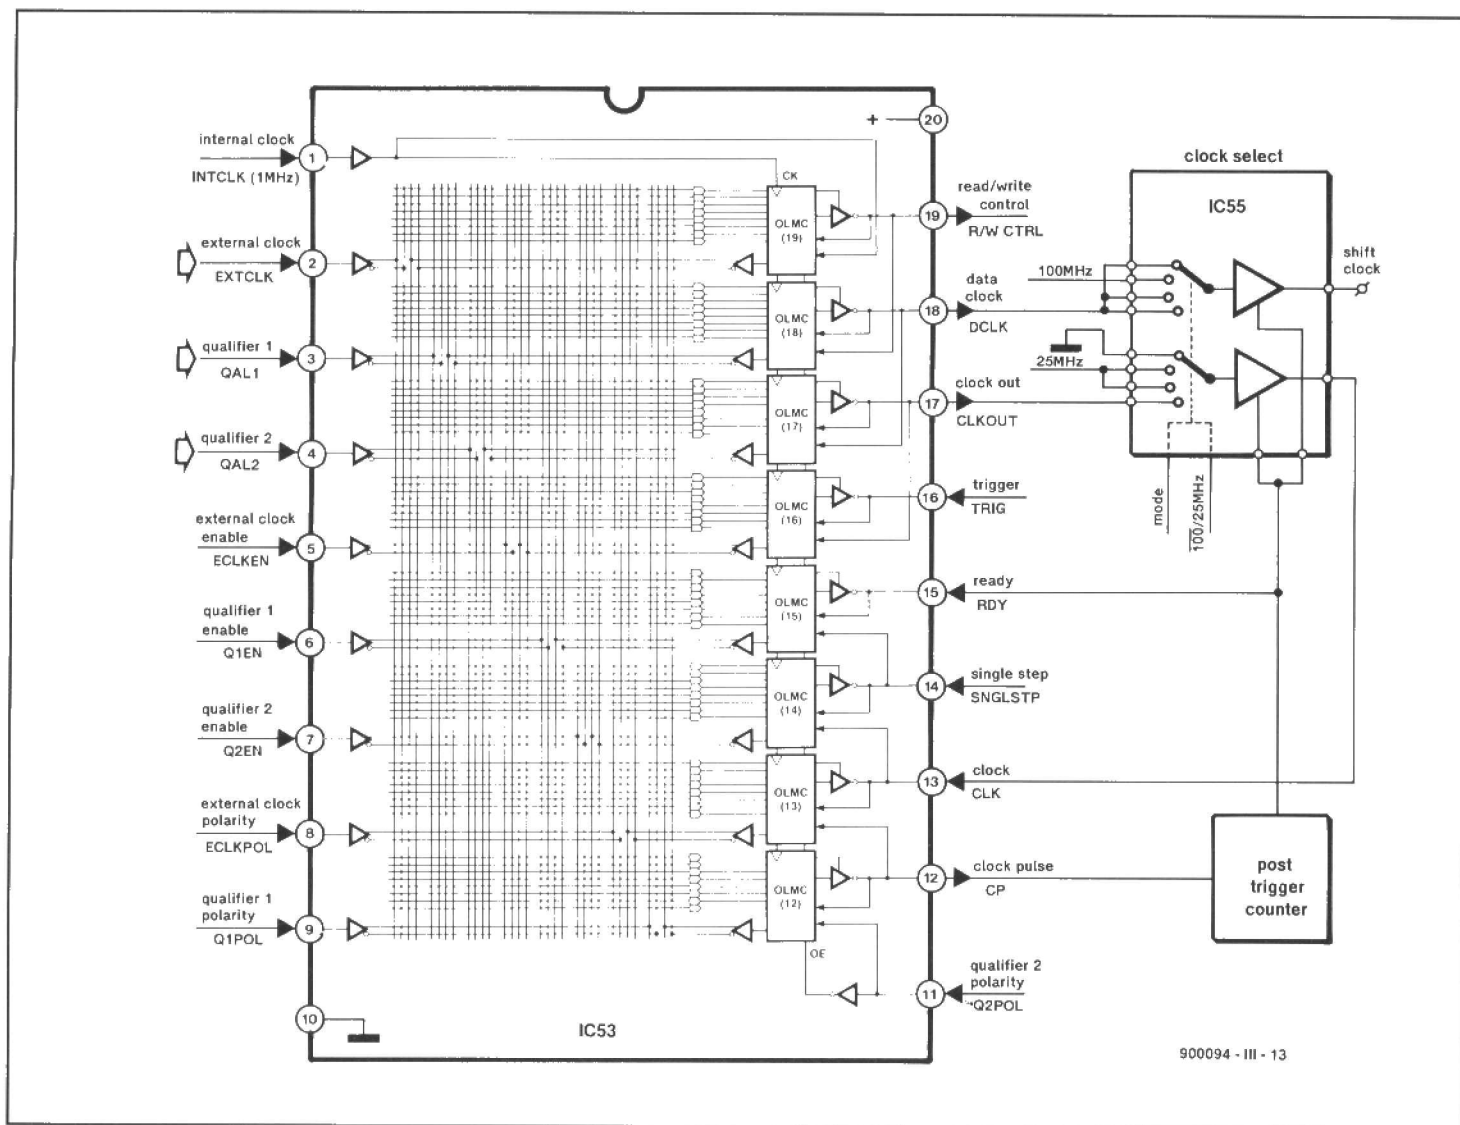 internal clock
1
INTCLK (1MHz)
external clock
2
EXTCLK
qualifier 1
3
QAL1
qualifier 2
4
QAL2
external clock
enable
5
ECLKEN
qualifier 1
enable
6
Q1EN
qualifier 2
enable
7
Q2EN
external clock
polarity
8
ECLKPOL
qualifier 1
polarity
9
Q1POL
10
IC53
CK
OLMC
(19)
OLMC
(18)
OLMC
(17)
OLMC
(16)
OLMC
(15)
OLMC
(14)
OLMC
(13)
OLMC
(12)
OE
+
20
read/write
control
19
R/W CTRL
data
clock
18
DCLK
clock out
17
CLKOUT
trigger
16
TRIG
ready
15
RDY
single step
14
SNGLSTP
clock
13
CLK
clock pulse
12
CP
qualifier 2
polarity
11
Q2POL
clock select
IC55
100MHz
25MHz
shift
clock
mode
100/25MHz
post
trigger
counter
900094 - III - 13